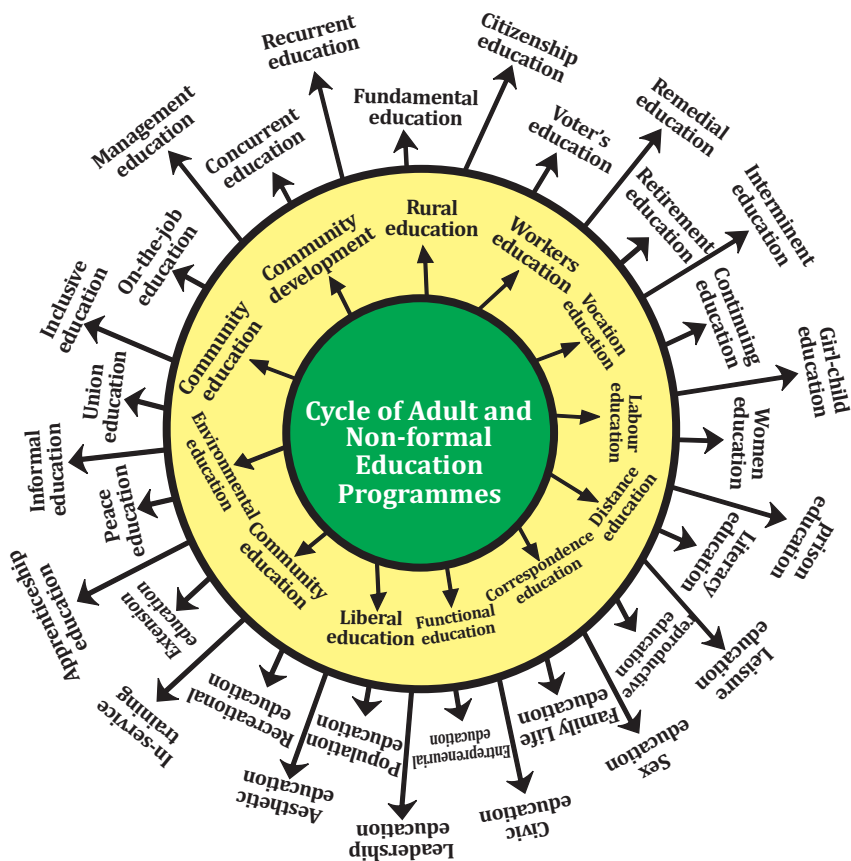 Cycle of Adult and
Non-formal
Education
Programmes
Rural
education
Workers
education
Vocation
education
Labour
education
Distance
education
Correspondence
education
Functional
education
Liberal
education
Community
education
Environmental
education
Community
education
Community
development
Fundamental
education
Citizenship
education
Voter's
education
Remedial
education
Retirement
education
Interminent
education
Continuing
education
Girl-child
education
Women
education
prison
education
Literacy
education
Leisure
education
reproductive
education
Sex
education
Family Life
education
Civic
education
Entrepreneurial
education
Leadership
education
Population
education
Aesthetic
education
Recreational
education
In-service
training
Extension
education
Apprenticeship
education
Peace
education
Informal
education
Union
education
Inclusive
education
On-the-job
education
Management
education
Concurrent
education
Recurrent
education